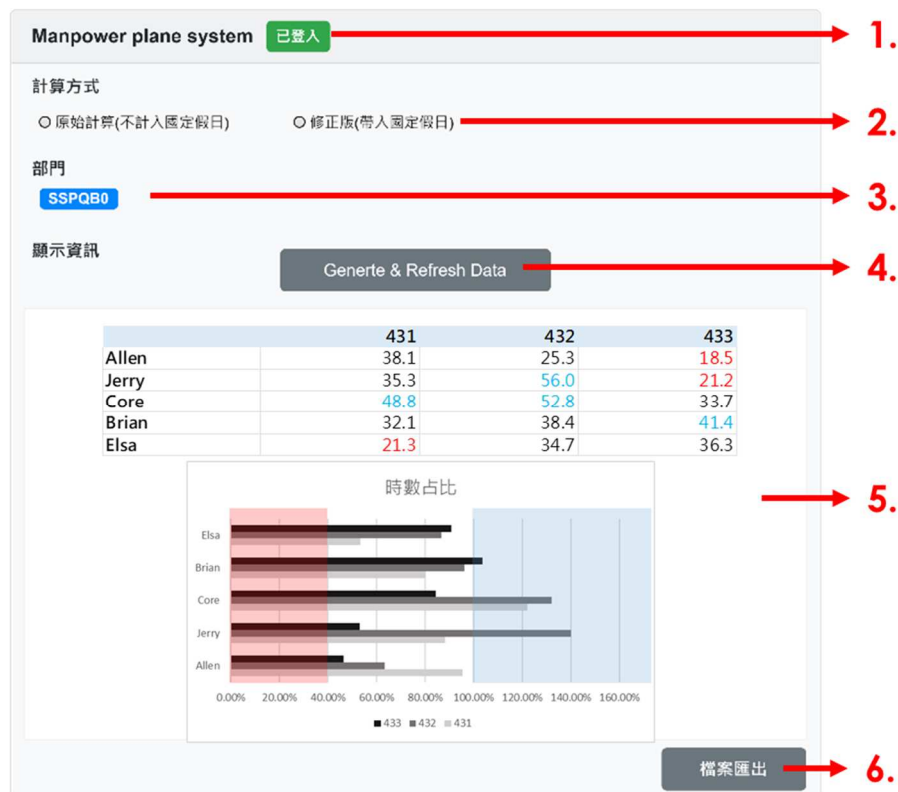 Manpower plane system 已登入 1.
計算方式
原始計算(不計入國定假日) 修正版(帶入國定假日) 2.
部門
SSPQB0 3.
顯示資訊
Generte & Refresh Data 4.
431 432 433
Allen 38.1 25.3 18.5
Jerry 35.3 56.0 21.2
Core 48.8 52.8 33.7
Brian 32.1 38.4 41.4
Elsa 21.3 34.7 36.3
時數占比
5.
Elsa
Brian
Core
Jerry
Allen
0.00% 20.00% 40.00% 60.00% 80.00% 100.00% 120.00% 140.00% 160.00%
433 432 431
檔案匯出 6.